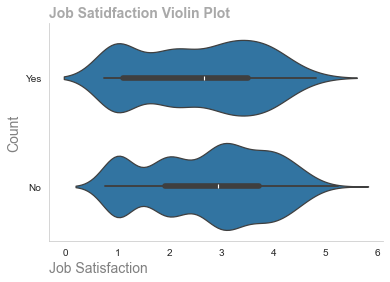 Job Satidfaction Violin Plot
Count
Yes
No
0 1 2 3 4 5 6
Job Satisfaction